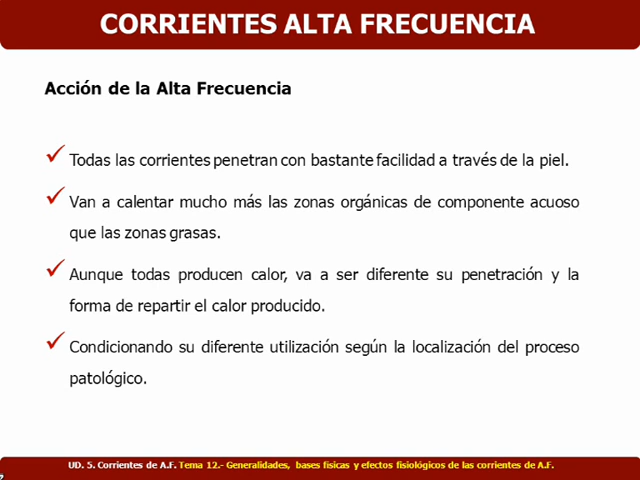 CORRIENTES ALTA FRECUENCIA
Acción de la Alta Frecuencia
Todas las corrientes penetran con bastante facilidad a través de la piel.
Van a calentar mucho más las zonas orgánicas de componente acuoso
que las zonas grasas.
Aunque todas producen calor, va a ser diferente su penetración y la
forma de repartir el calor producido.
Condicionando su diferente utilización según la localización del proceso
patológico.
UD. 5. Corrientes de A.F. Tema 12.- Generalidades, bases físicas y efectos fisiológicos de las corrientes de A.F.